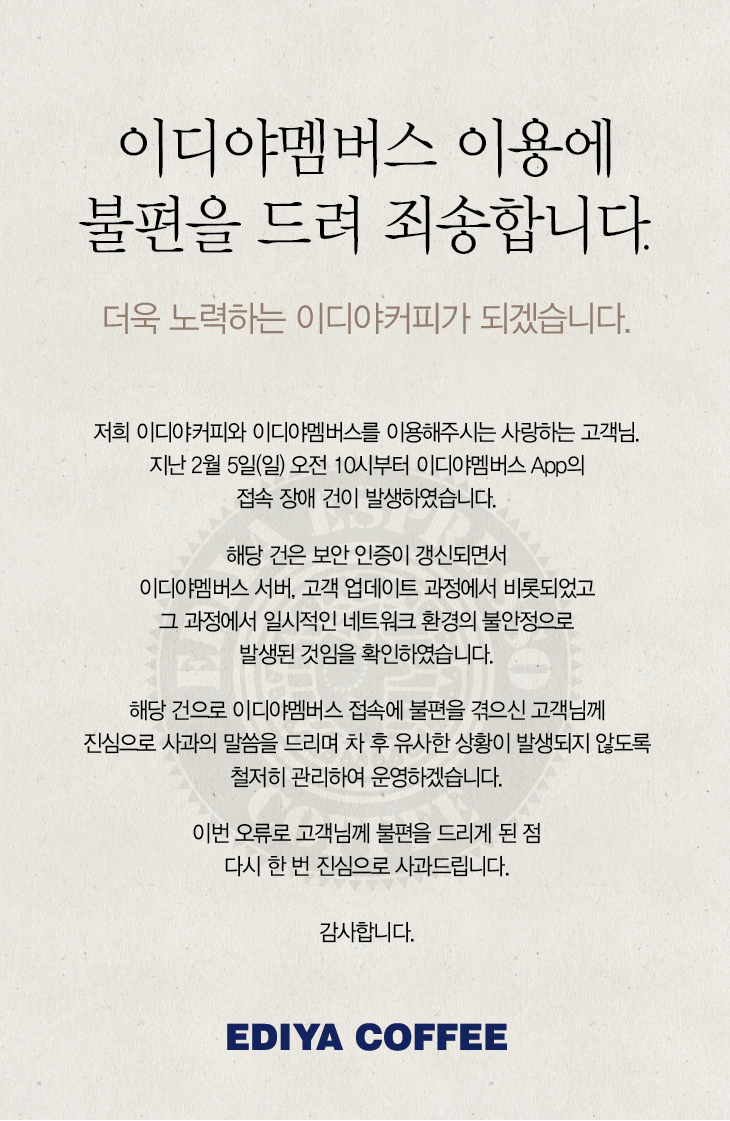 이디야멤버스 이용에
불편을 드려 죄송합니다.
더욱 노력하는 이디야커피가 되겠습니다.
저희 이디야커피와 이디야멤버스를 이용해주시는 사랑하는 고객님.
지난 2월 5일(일) 오전 10시부터 이디야멤버스 App의
접속 장애 건이 발생하였습니다.
해당 건은 보안 인증이 갱신되면서
이디야멤버스 서버, 고객 업데이트 과정에서 비롯되었고
그 과정에서 일시적인 네트워크 환경의 불안정으로
발생된 것임을 확인하였습니다.
해당 건으로 이디야멤버스 접속에 불편을 겪으신 고객님께
진심으로 사과의 말씀을 드리며 차 후 유사한 상황이 발생되지 않도록
철저히 관리하여 운영하겠습니다.
이번 오류로 고객님께 불편을 드리게 된 점
다시 한 번 진심으로 사과드립니다.
감사합니다.
EDIYA COFFEE